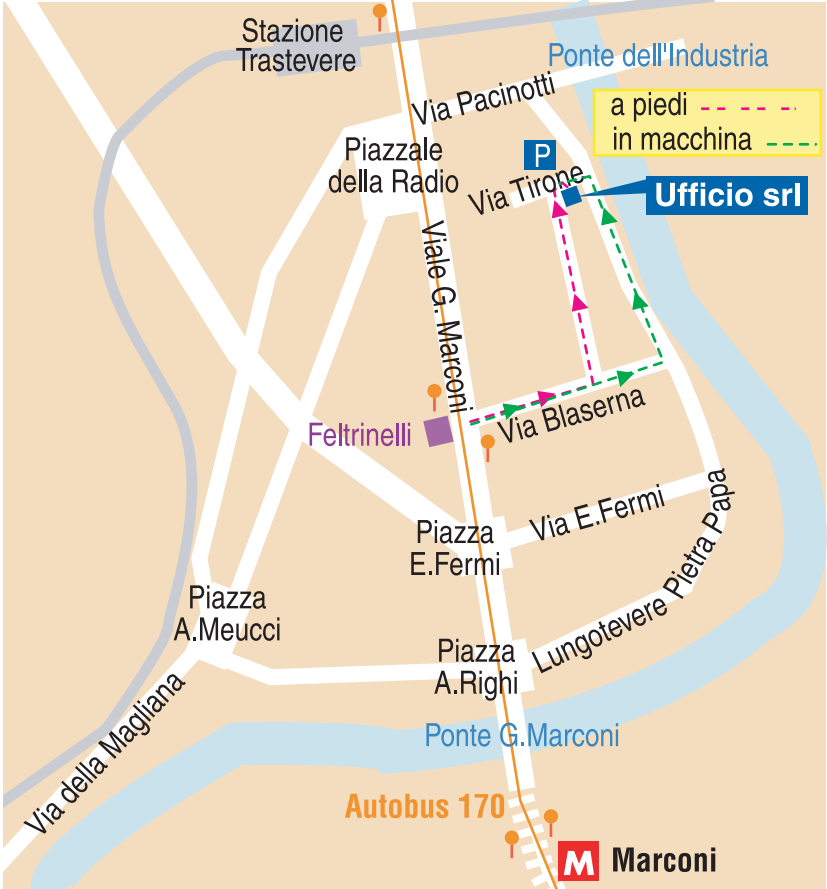 Stazione
Trastevere
Ponte dell'Industria
Via Pacinotti
a piedi
in macchina
Piazzale
della Radio
P
Via Tirone
Ufficio srl
Viale G. Marconi
Feltrinelli
Via Blaserna
Piazza
E.Fermi
Via E.Fermi
Lungotevere Pietra Papa
Piazza
A.Meucci
Piazza
A.Righi
Via della Magliana
Ponte G.Marconi
Autobus 170
M Marconi